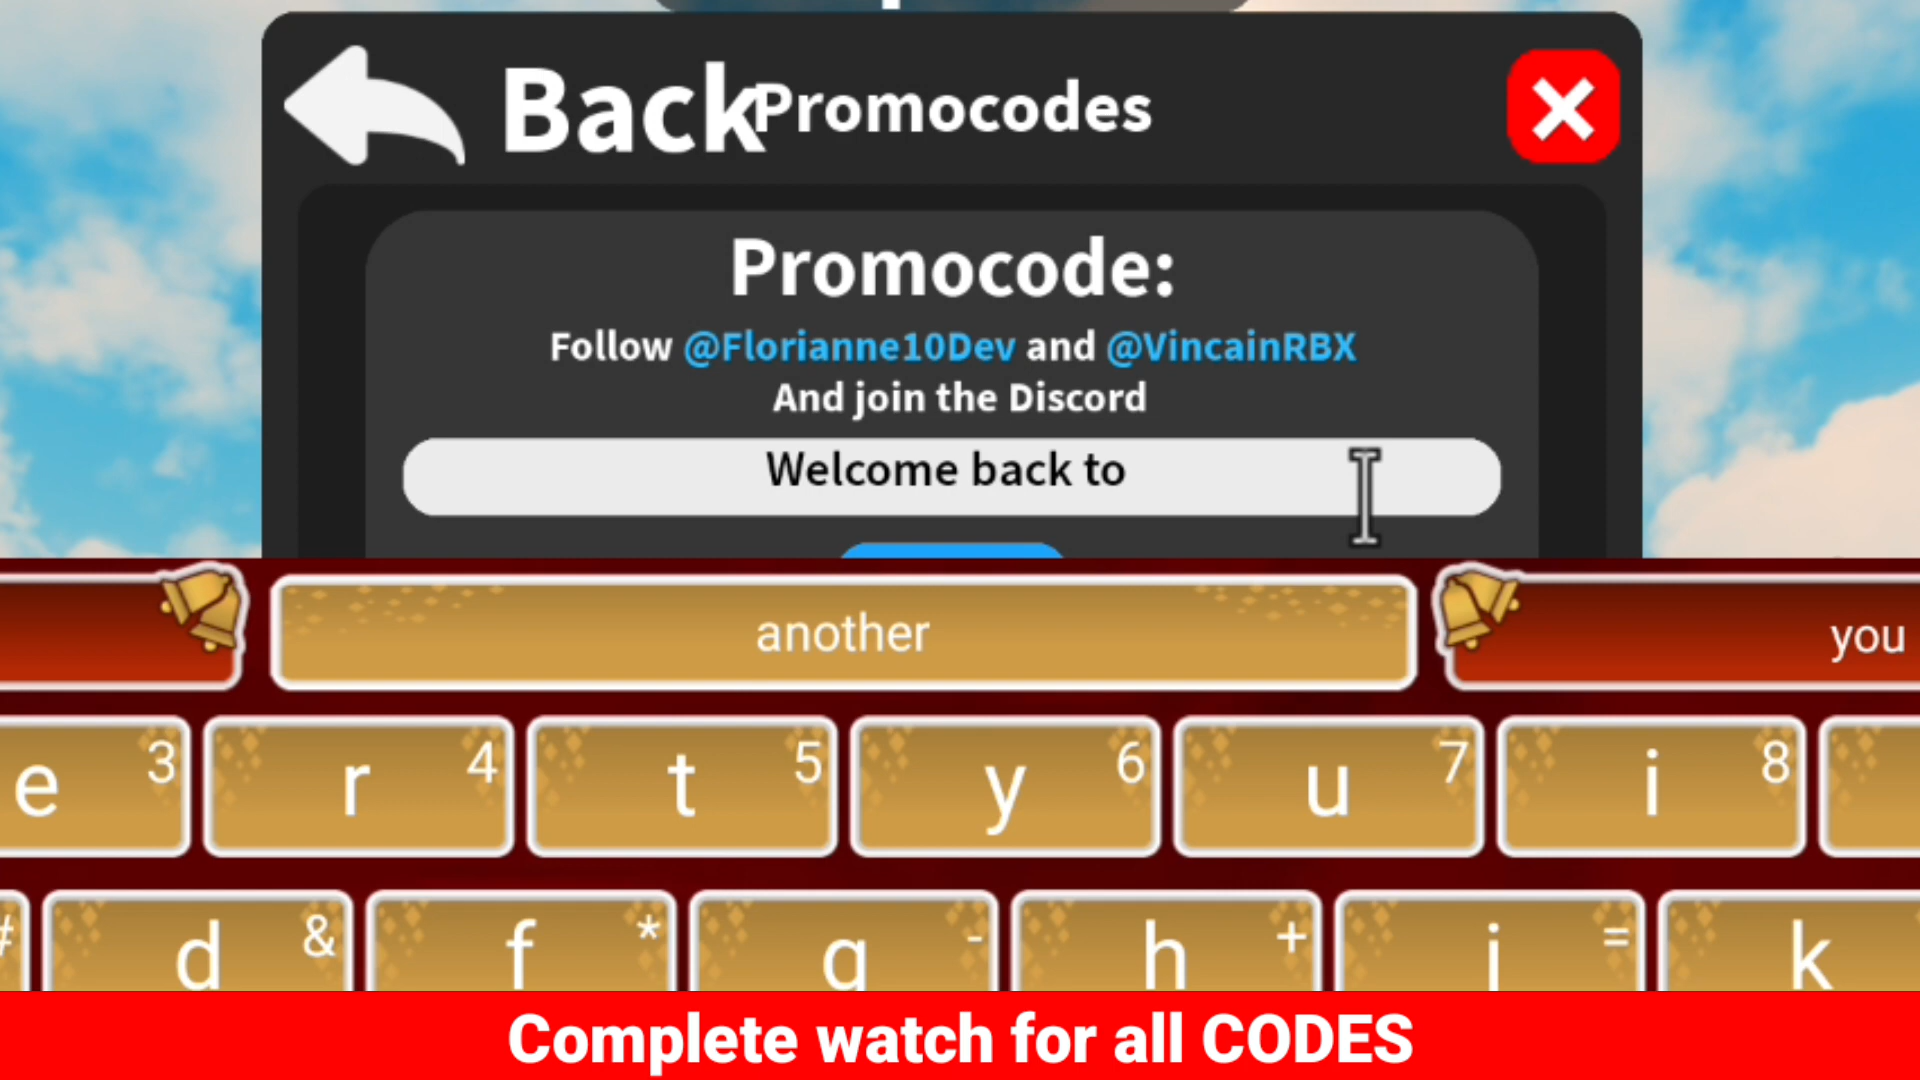 Back Promocodes
Promocode:
Follow @Florianne10Dev and @VincainRBX
And join the Discord
Welcome back to
another you
e 3 r 4 t 5 y 6 u 7 i 8
# d & f * g - h + j = k
Complete watch for all CODES